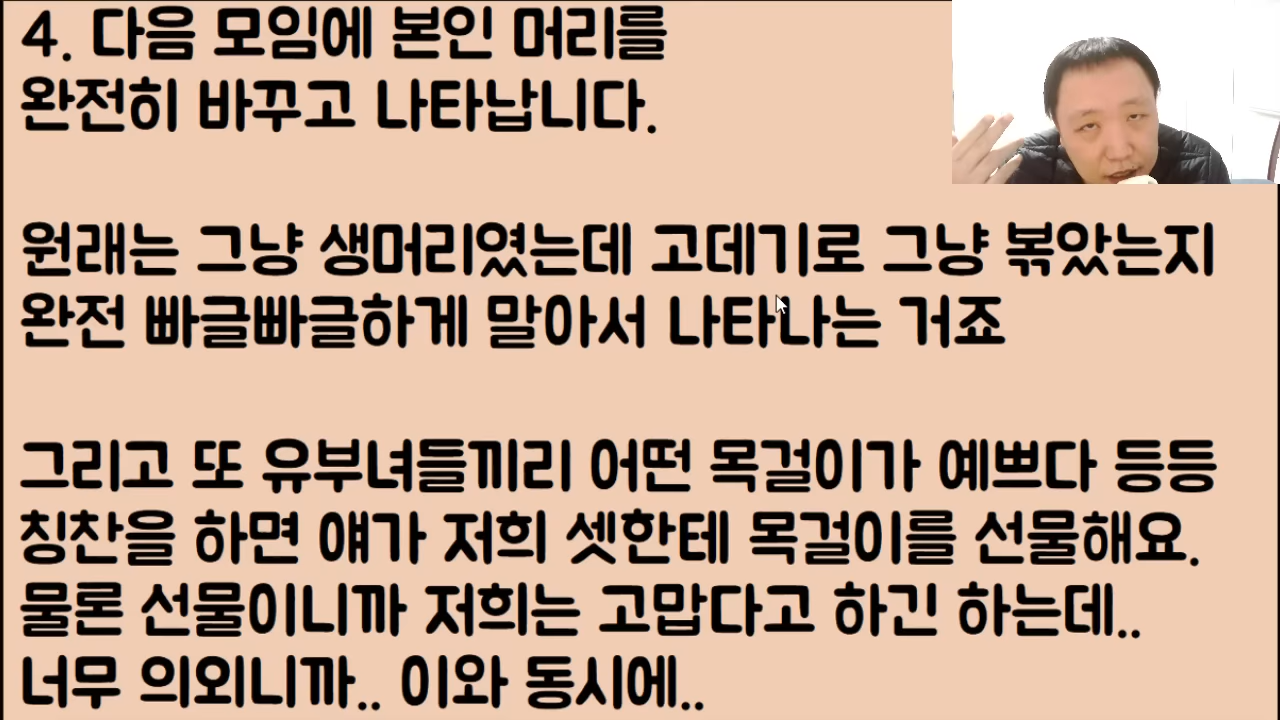 4. 다음 모임에 본인 머리를
완전히 바꾸고 나타납니다.
원래는 그냥 생머리였는데 고데기로 그냥 볶았는지
완전 빠글빠글하게 말아서 나타나는 거죠
그리고 또 유부녀들끼리 어떤 목걸이가 예쁘다 등등
칭찬을 하면 얘가 저희 셋한테 목걸이를 선물해요.
물론 선물이니까 저희는 고맙다고 하긴 하는데..
너무 의외니까.. 이와 동시에..